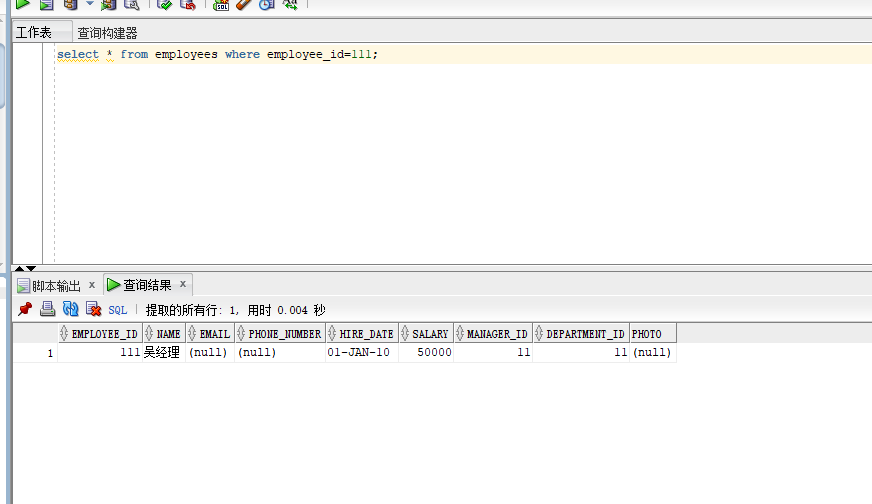 工作表 查询构建器
select * from employees where employee_id=111;
脚本输出 x 查询结果 x
SQL 提取的所有行: 1, 用时 0.004 秒
EMPLOYEE_ID NAME EMAIL PHONE_NUMBER HIRE_DATE SALARY MANAGER_ID DEPARTMENT_ID PHOTO
1 111 吴经理 (null) (null) 01-JAN-10 50000 11 11 (null)